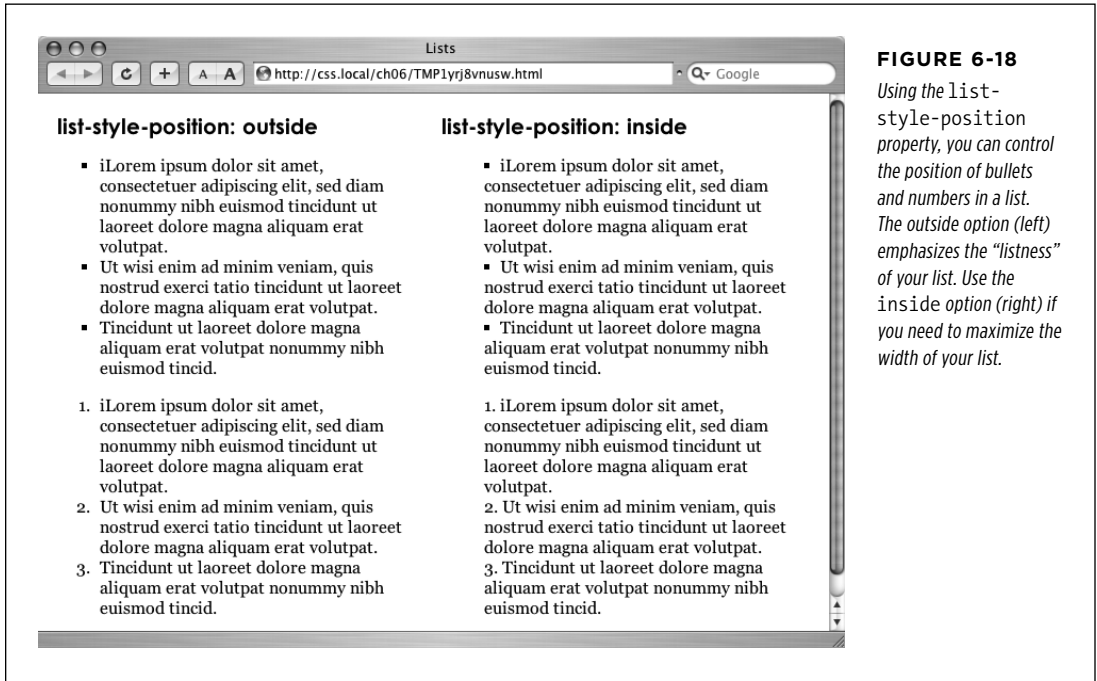 Lists
A A
http://css.local/ch06/TMP1yrj8vnusw.html
Google
list-style-position: outside
iLorem ipsum dolor sit amet,
consectetuer adipiscing elit, sed diam
nonummy nibh euismod tincidunt ut
laoreet dolore magna aliquam erat
volutpat.
Ut wisi enim ad minim veniam, quis
nostrud exerci tatio tincidunt ut laoreet
dolore magna aliquam erat volutpat.
Tincidunt ut laoreet dolore magna
aliquam erat volutpat nonummy nibh
euismod tincid.
1. iLorem ipsum dolor sit amet,
consectetuer adipiscing elit, sed diam
nonummy nibh euismod tincidunt ut
laoreet dolore magna aliquam erat
volutpat.
2. Ut wisi enim ad minim veniam, quis
nostrud exerci tatio tincidunt ut laoreet
dolore magna aliquam erat volutpat.
3. Tincidunt ut laoreet dolore magna
aliquam erat volutpat nonummy nibh
euismod tincid.
list-style-position: inside
iLorem ipsum dolor sit amet,
consectetuer adipiscing elit, sed diam
nonummy nibh euismod tincidunt ut
laoreet dolore magna aliquam erat
volutpat.
Ut wisi enim ad minim veniam, quis
nostrud exerci tatio tincidunt ut laoreet
dolore magna aliquam erat volutpat.
Tincidunt ut laoreet dolore magna
aliquam erat volutpat nonummy nibh
euismod tincid.
1. iLorem ipsum dolor sit amet,
consectetuer adipiscing elit, sed diam
nonummy nibh euismod tincidunt ut
laoreet dolore magna aliquam erat
volutpat.
2. Ut wisi enim ad minim veniam, quis
nostrud exerci tatio tincidunt ut laoreet
dolore magna aliquam erat volutpat.
3. Tincidunt ut laoreet dolore magna
aliquam erat volutpat nonummy nibh
euismod tincid.
FIGURE 6-18
Using the list-
style-position
property, you can control
the position of bullets
and numbers in a list.
The outside option (left)
emphasizes the “listness”
of your list. Use the
inside option (right) if
you need to maximize the
width of your list.